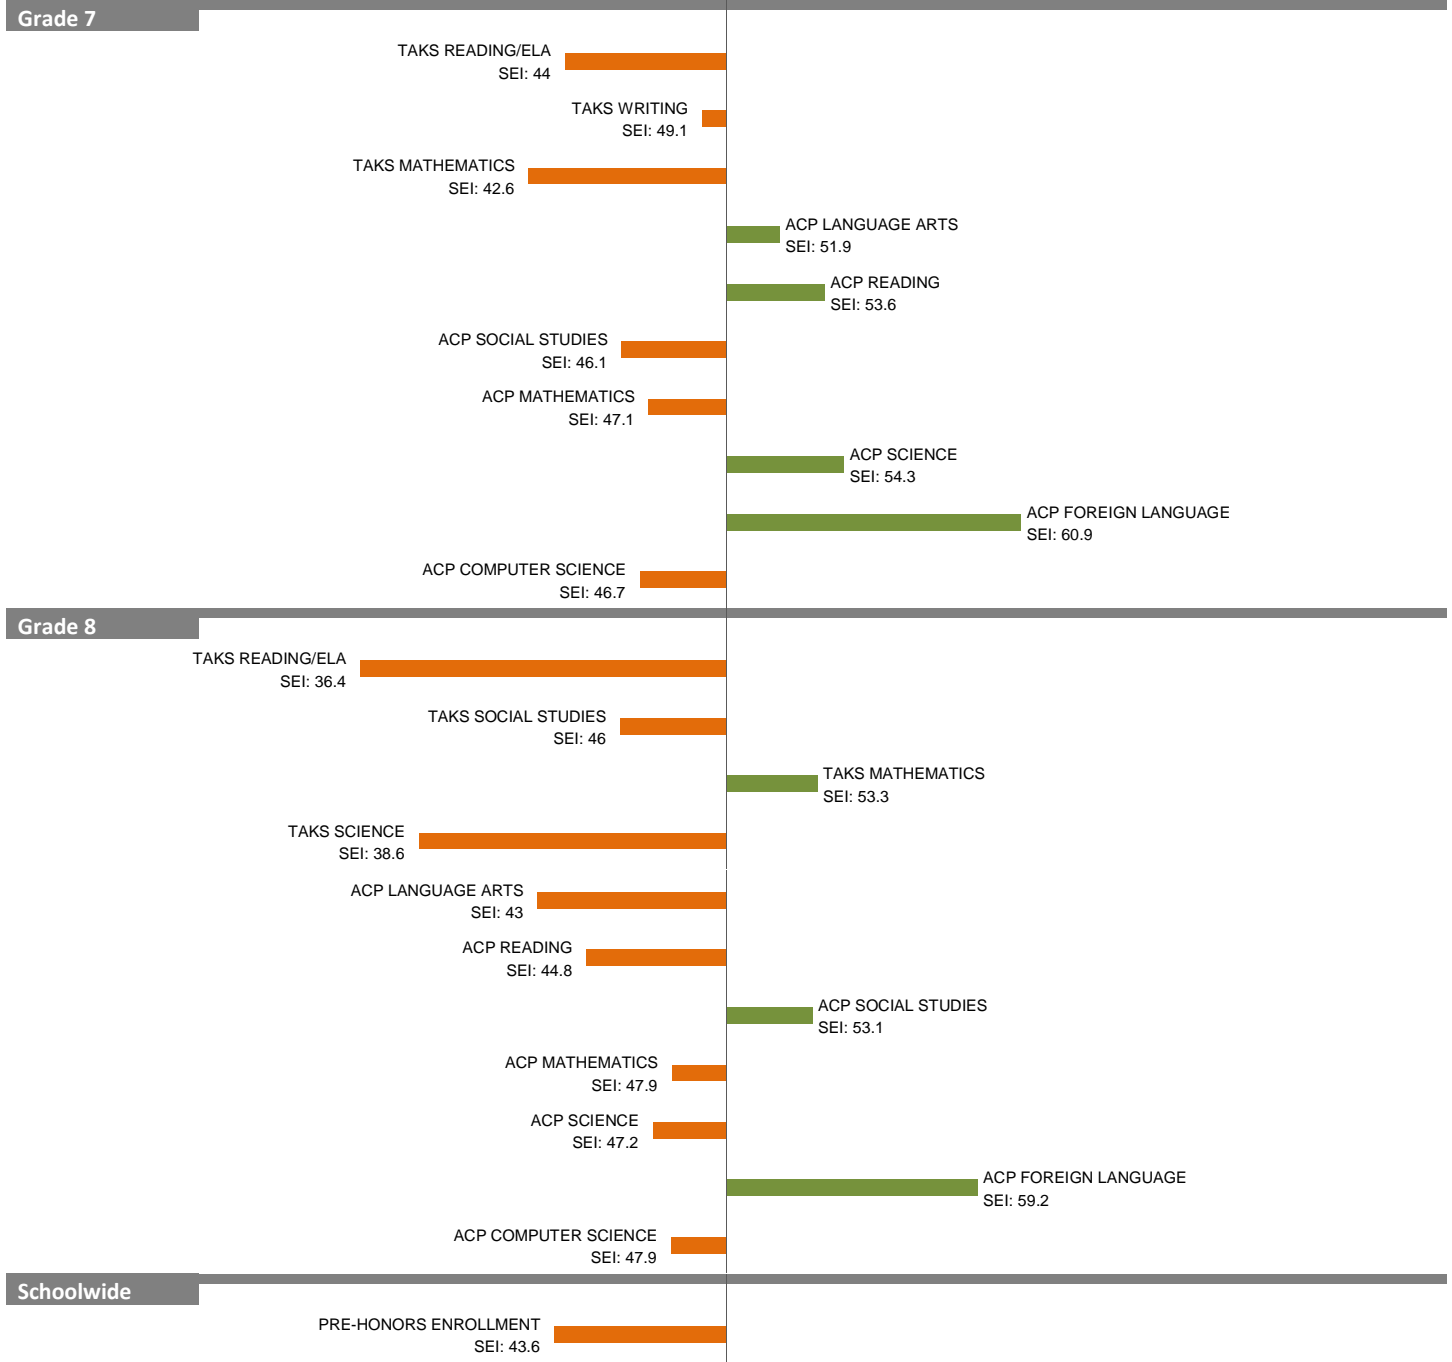 Grade 7
TAKS READING/ELA
SEI: 44
TAKS WRITING
SEI: 49.1
TAKS MATHEMATICS
SEI: 42.6
ACP LANGUAGE ARTS
SEI: 51.9
ACP READING
SEI: 53.6
ACP SOCIAL STUDIES
SEI: 46.1
ACP MATHEMATICS
SEI: 47.1
ACP SCIENCE
SEI: 54.3
ACP FOREIGN LANGUAGE
SEI: 60.9
ACP COMPUTER SCIENCE
SEI: 46.7
Grade 8
TAKS READING/ELA
SEI: 36.4
TAKS SOCIAL STUDIES
SEI: 46
TAKS MATHEMATICS
SEI: 53.3
TAKS SCIENCE
SEI: 38.6
ACP LANGUAGE ARTS
SEI: 43
ACP READING
SEI: 44.8
ACP SOCIAL STUDIES
SEI: 53.1
ACP MATHEMATICS
SEI: 47.9
ACP SCIENCE
SEI: 47.2
ACP FOREIGN LANGUAGE
SEI: 59.2
ACP COMPUTER SCIENCE
SEI: 47.9
Schoolwide
PRE-HONORS ENROLLMENT
SEI: 43.6